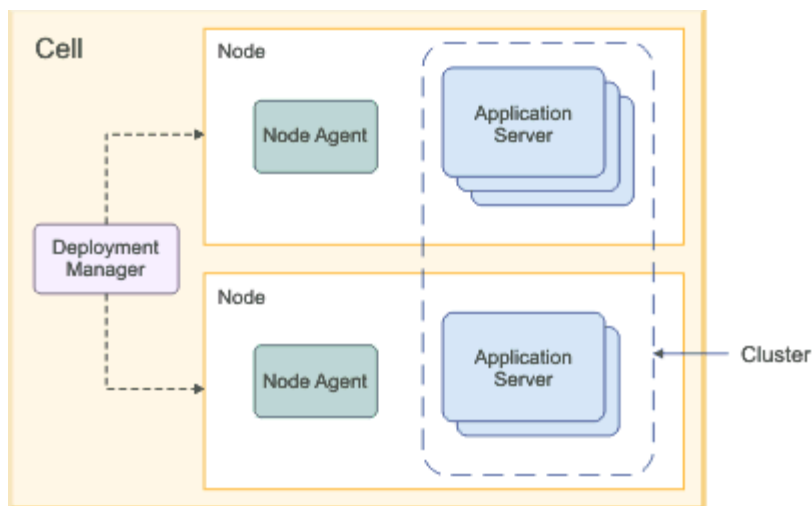 Cell
Node
Node Agent
Application
Server
Deployment
Manager
Node
Node Agent
Application
Server
Cluster